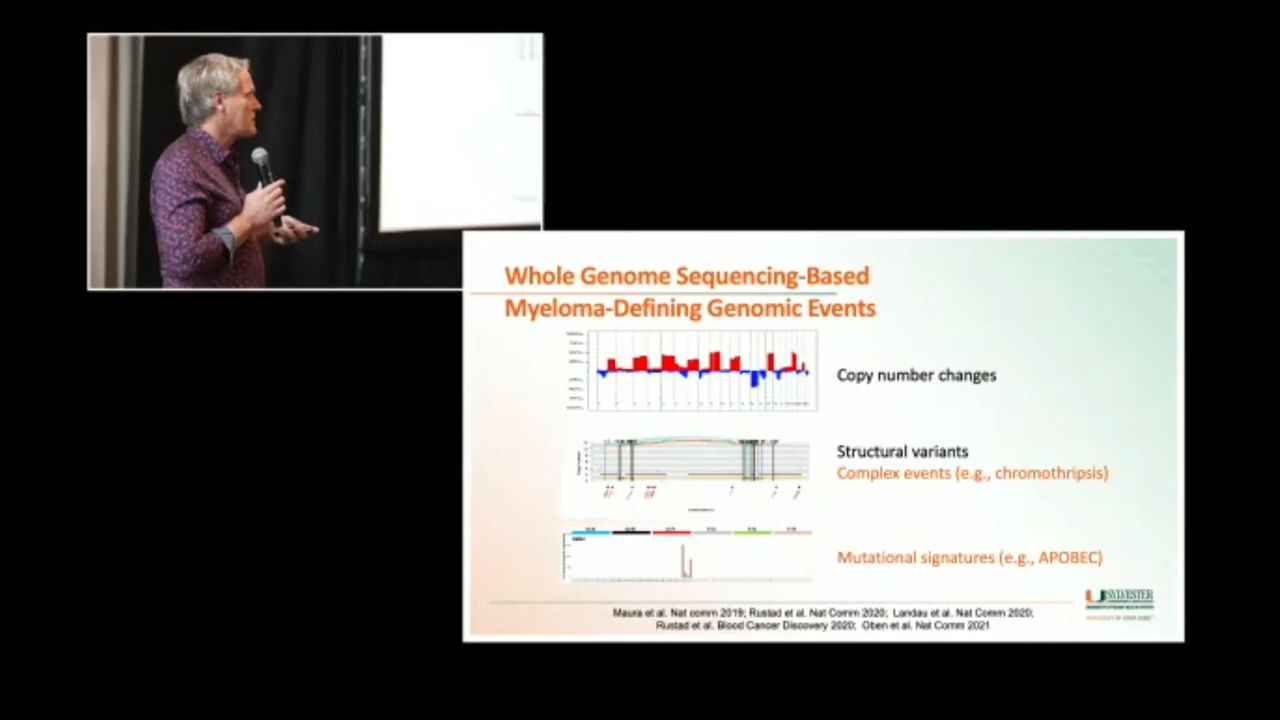 Whole Genome Sequencing-Based
Myeloma-Defining Genomic Events
Copy number changes
Structural variants
Complex events (e.g., chromothripsis)
Mutational signatures (e.g., APOBEC)
SYLVESTER
Maura et al. Nat comm 2019; Rustad et al. Nat Comm 2020; Landau et al. Nat Comm 2020;
Rustad et al. Blood Cancer Discovery 2020; Oben et al. Nat Comm 2021